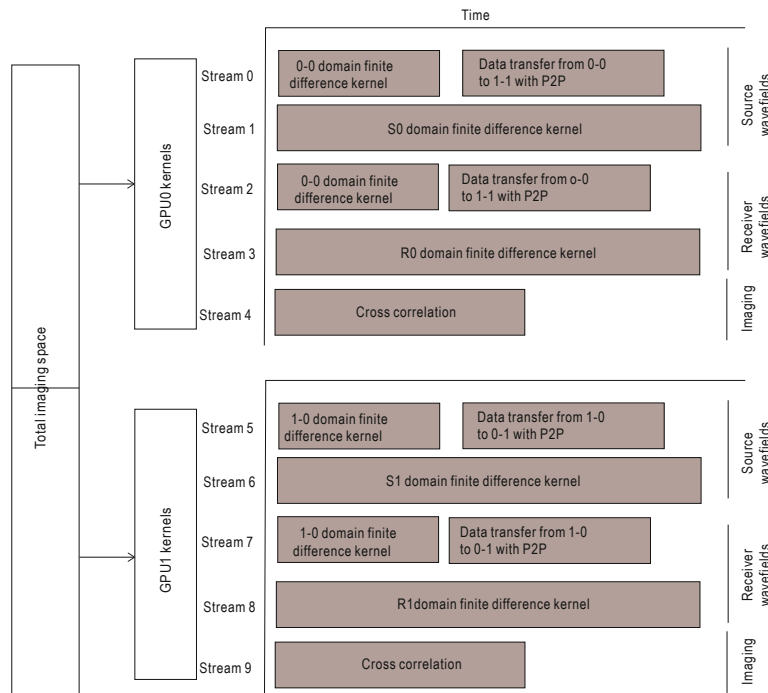 Time
Total imaging space
GPU0 kernels
Stream 0
0-0 domain finite
difference kernel
Data transfer from 0-0
to 1-1 with P2P
Stream 1
S0 domain finite difference kernel
Source
wavefields
Stream 2
0-0 domain finite
difference kernel
Data transfer from o-0
to 1-1 with P2P
Stream 3
R0 domain finite difference kernel
Receiver
wavefields
Stream 4
Cross correlation
Imaging
GPU1 kernels
Stream 5
1-0 domain finite
difference kernel
Data transfer from 1-0
to 0-1 with P2P
Stream 6
S1 domain finite difference kernel
Source
wavefields
Stream 7
1-0 domain finite
difference kernel
Data transfer from 1-0
to 0-1 with P2P
Stream 8
R1domain finite difference kernel
Receiver
wavefields
Stream 9
Cross correlation
Imaging